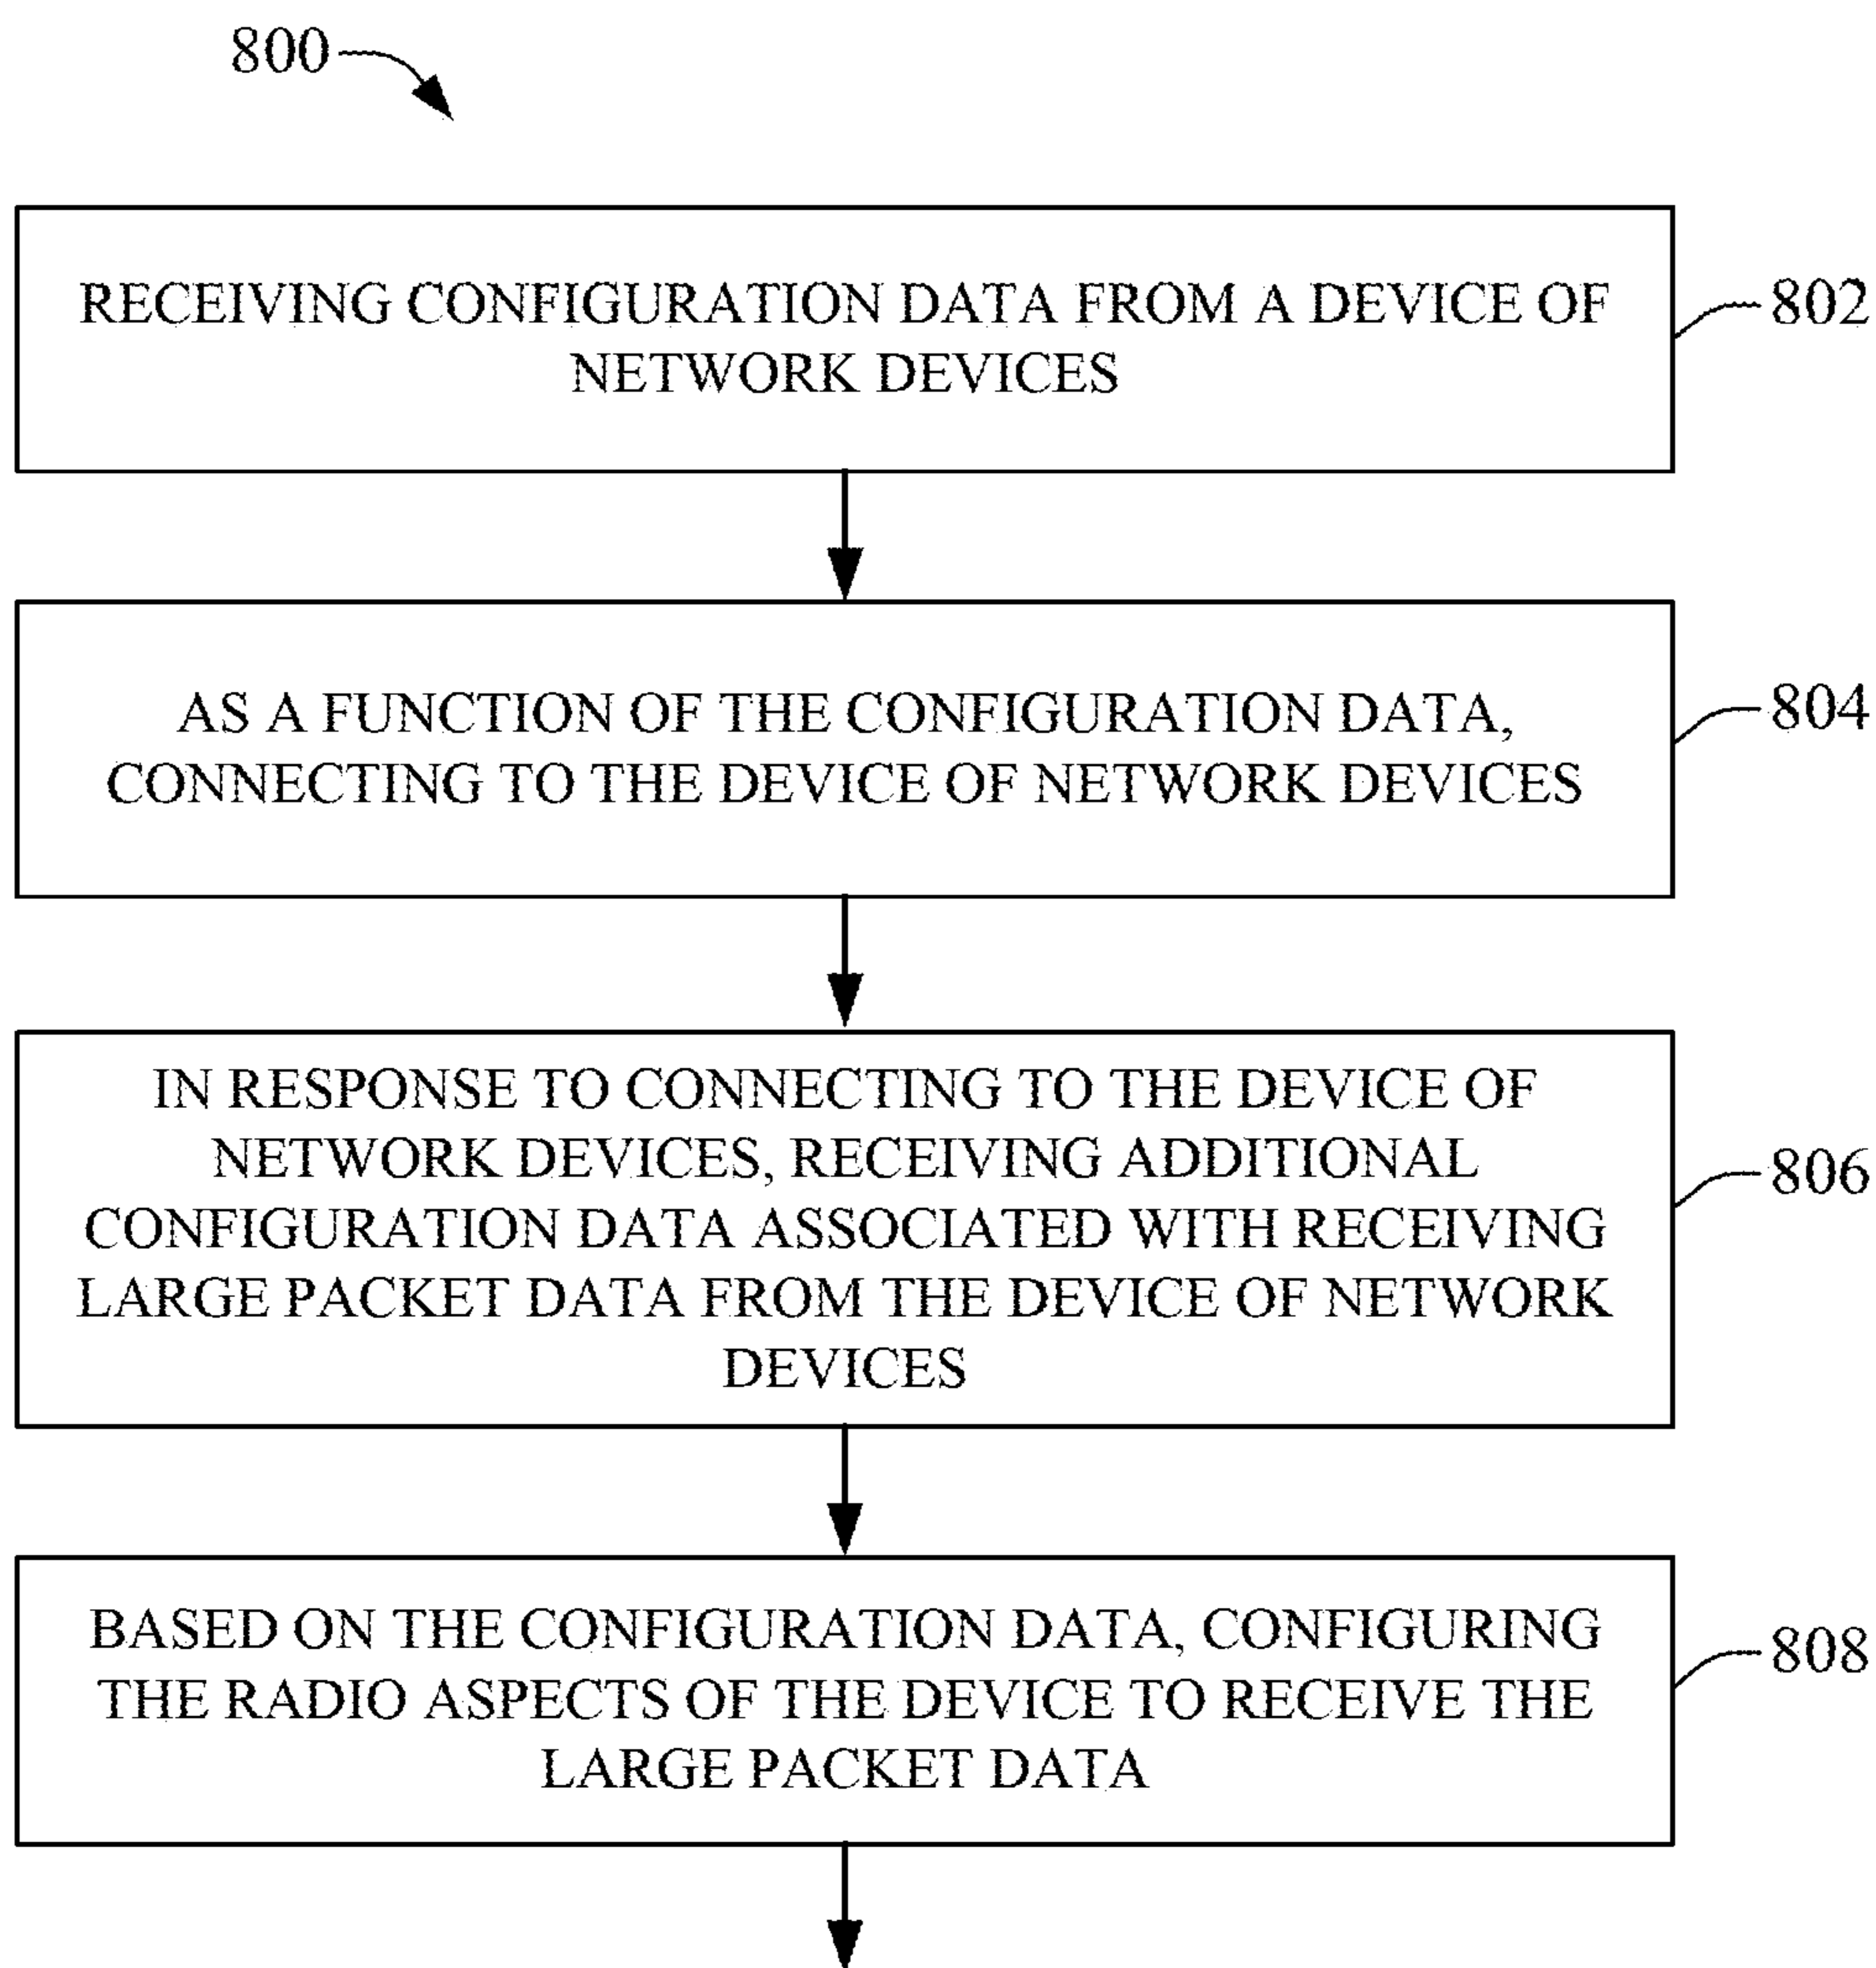 800
RECEIVING CONFIGURATION DATA FROM A DEVICE OF
NETWORK DEVICES
802
AS A FUNCTION OF THE CONFIGURATION DATA,
CONNECTING TO THE DEVICE OF NETWORK DEVICES
804
IN RESPONSE TO CONNECTING TO THE DEVICE OF
NETWORK DEVICES, RECEIVING ADDITIONAL
CONFIGURATION DATA ASSOCIATED WITH RECEIVING
LARGE PACKET DATA FROM THE DEVICE OF NETWORK
DEVICES
806
BASED ON THE CONFIGURATION DATA, CONFIGURING
THE RADIO ASPECTS OF THE DEVICE TO RECEIVE THE
LARGE PACKET DATA
808